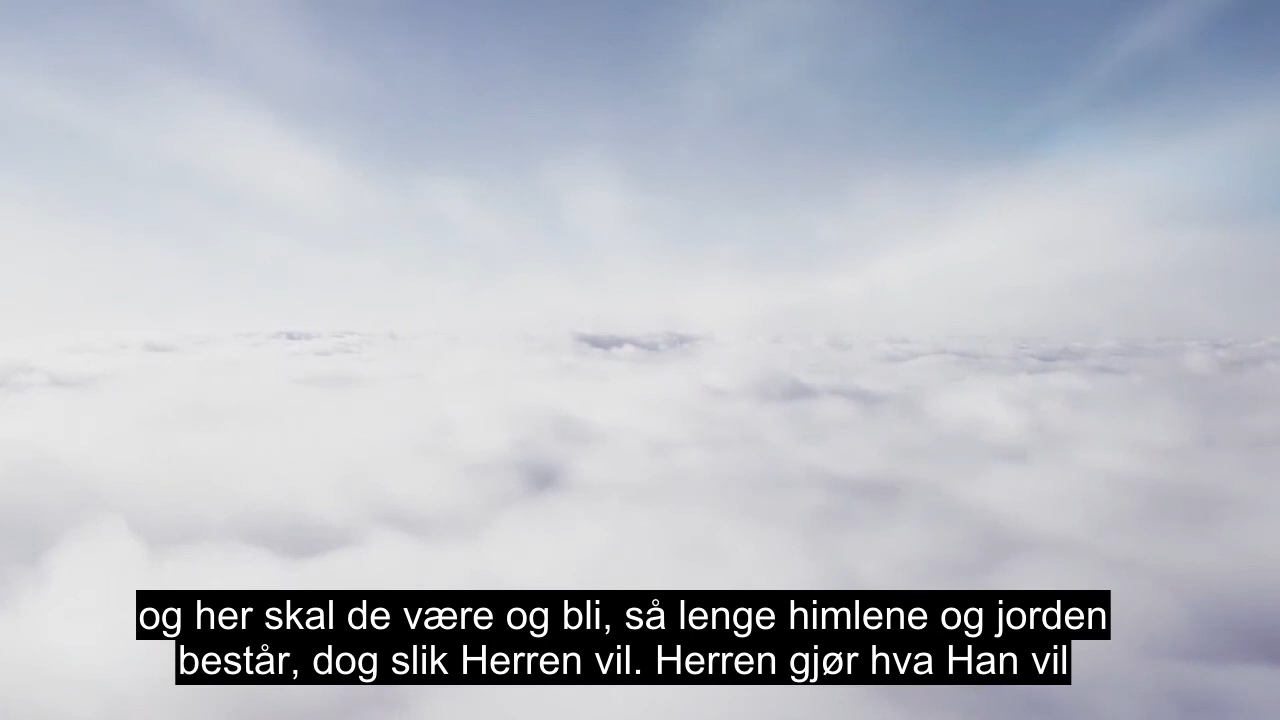 og her skal de være og bli, så lenge himlene og jorden
består, dog slik Herren vil. Herren gjør hva Han vil